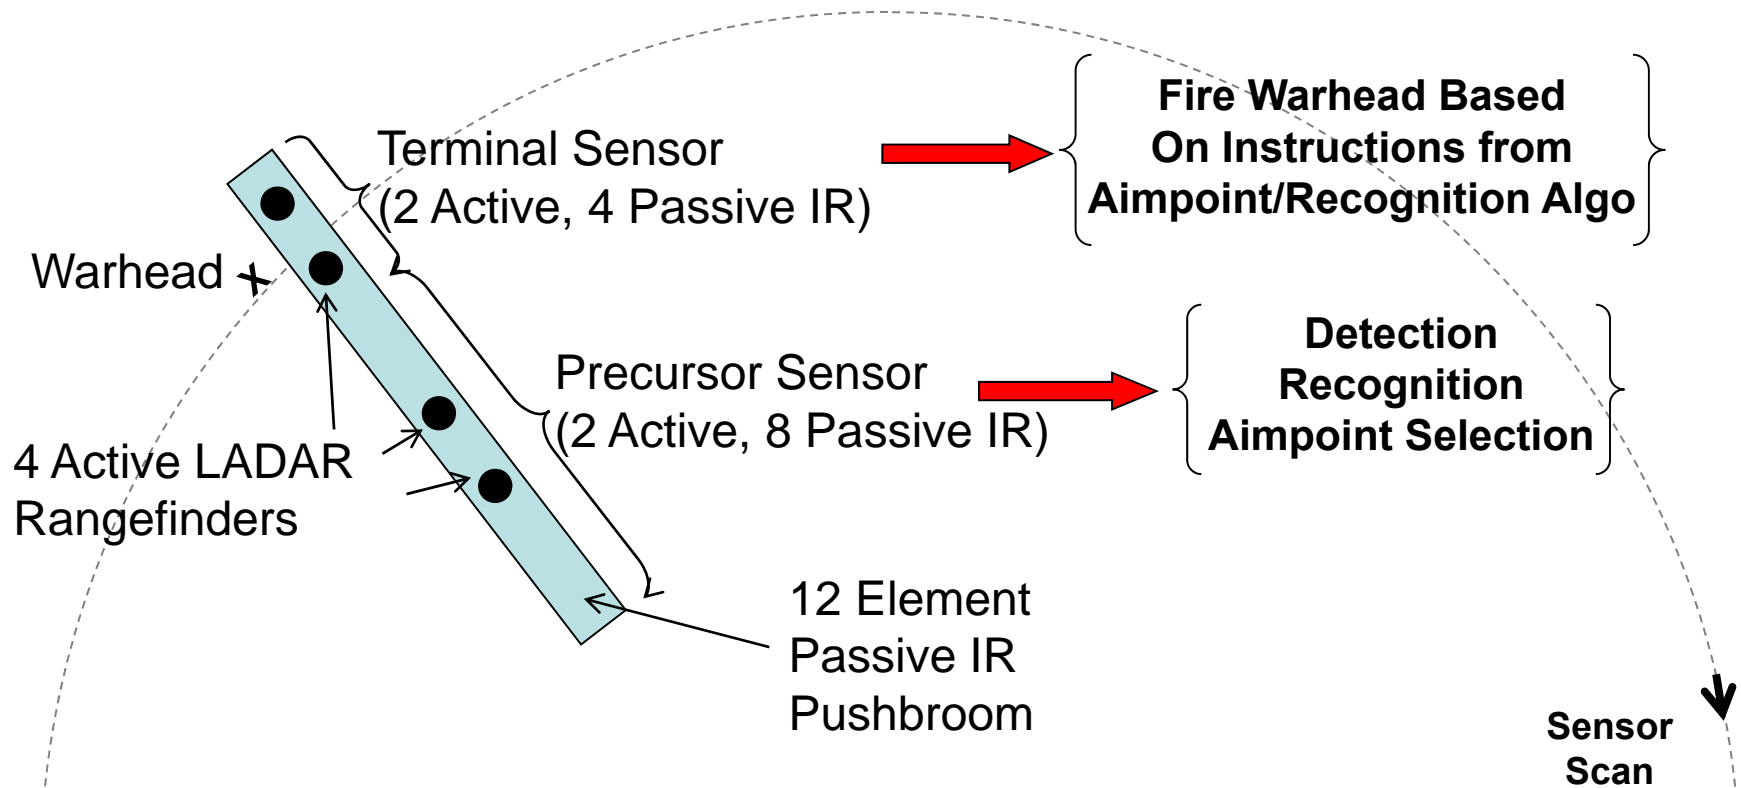 Terminal Sensor
(2 Active, 4 Passive IR)
Fire Warhead Based
On Instructions from
Aimpoint/Recognition Algo
Warhead x
Precursor Sensor
(2 Active, 8 Passive IR)
Detection
Recognition
Aimpoint Selection
4 Active LADAR
Rangefinders
12 Element
Passive IR
Pushbroom
Sensor
Scan